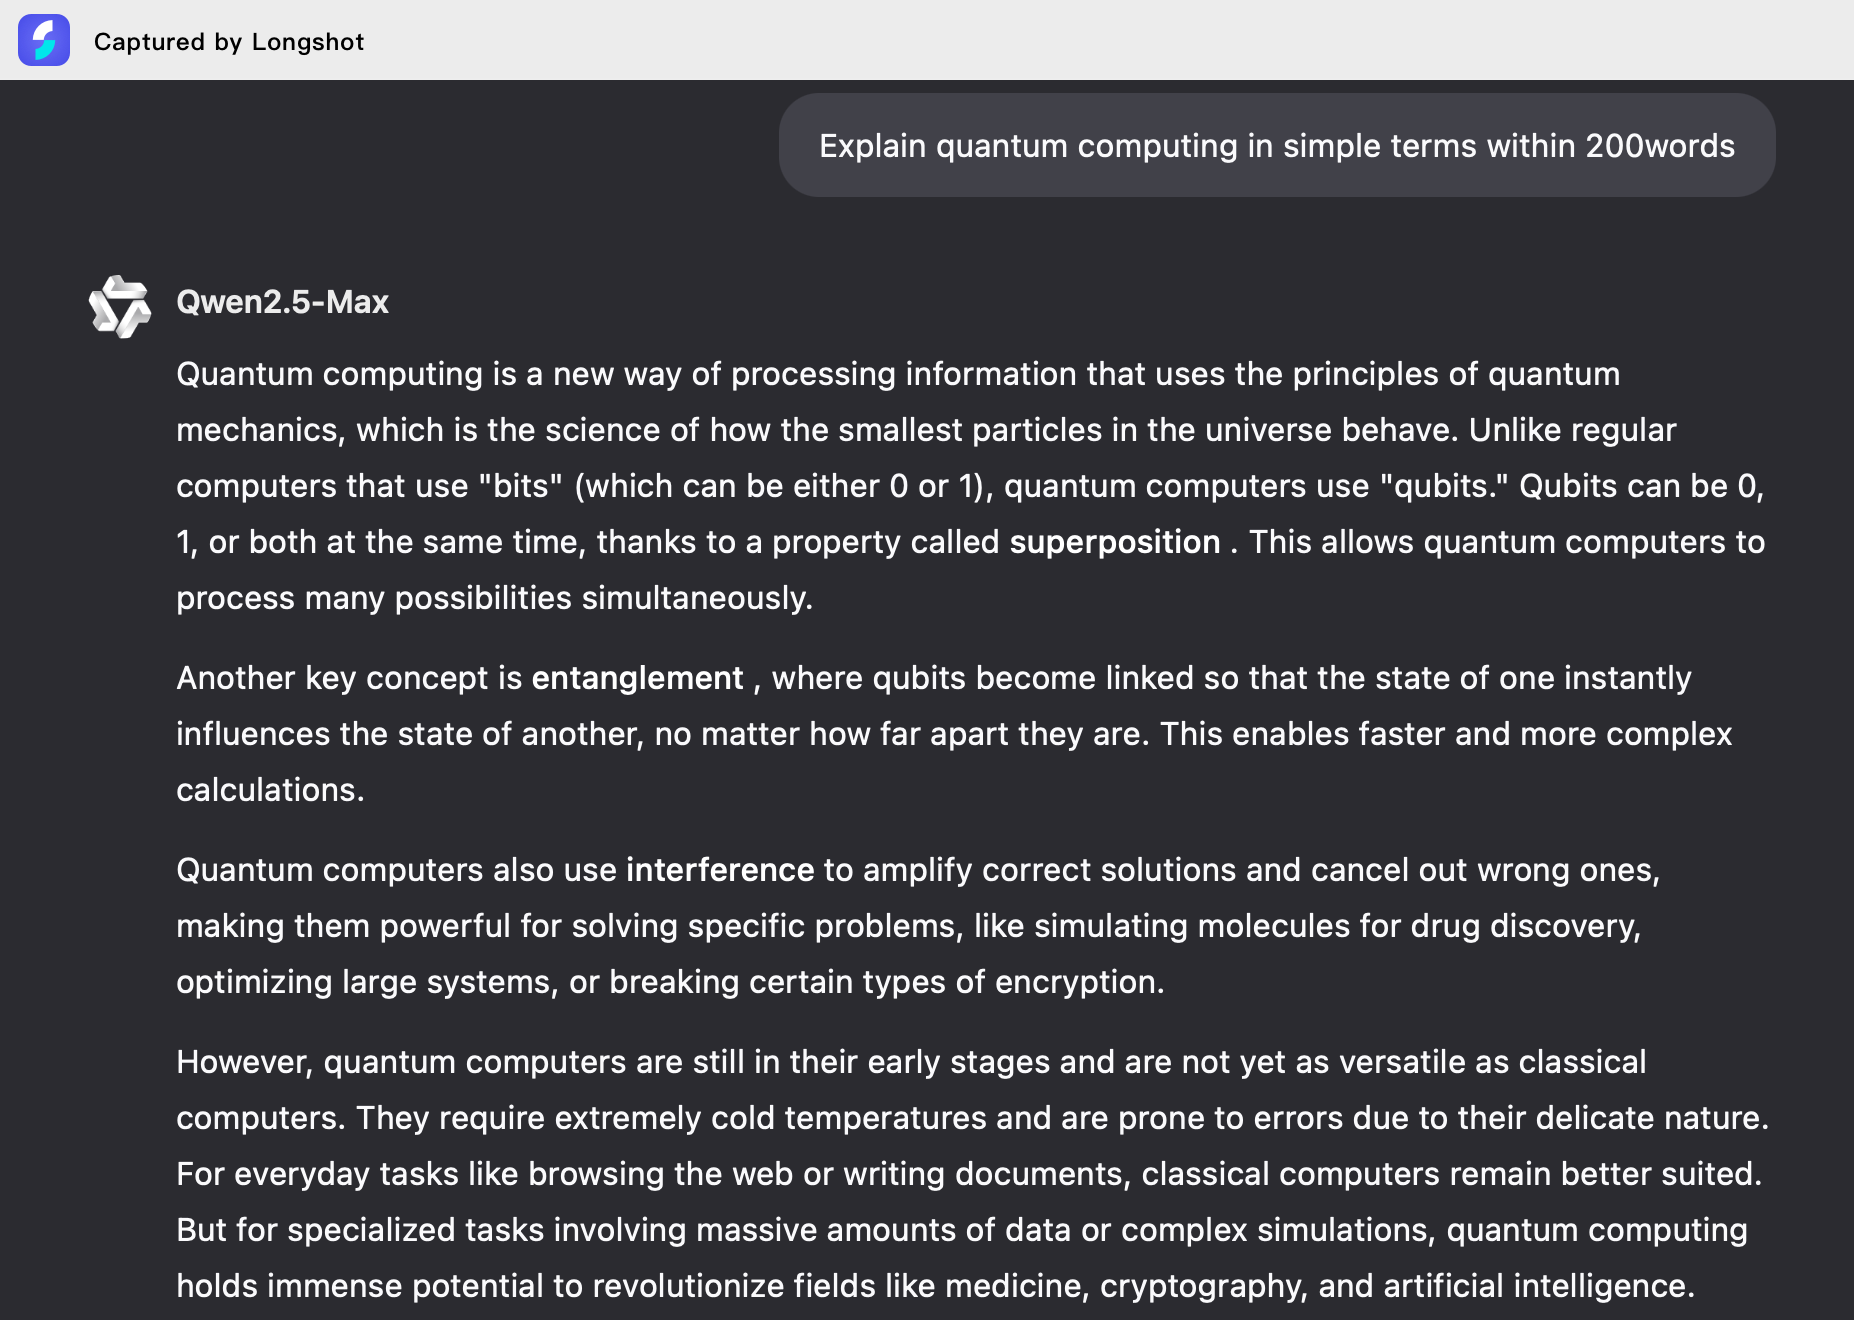 Captured by Longshot
Explain quantum computing in simple terms within 200words
Qwen2.5-Max
Quantum computing is a new way of processing information that uses the principles of quantum
mechanics, which is the science of how the smallest particles in the universe behave. Unlike regular
computers that use "bits" (which can be either 0 or 1), quantum computers use "qubits." Qubits can be 0,
1, or both at the same time, thanks to a property called superposition . This allows quantum computers to
process many possibilities simultaneously.
Another key concept is entanglement , where qubits become linked so that the state of one instantly
influences the state of another, no matter how far apart they are. This enables faster and more complex
calculations.
Quantum computers also use interference to amplify correct solutions and cancel out wrong ones,
making them powerful for solving specific problems, like simulating molecules for drug discovery,
optimizing large systems, or breaking certain types of encryption.
However, quantum computers are still in their early stages and are not yet as versatile as classical
computers. They require extremely cold temperatures and are prone to errors due to their delicate nature.
For everyday tasks like browsing the web or writing documents, classical computers remain better suited.
But for specialized tasks involving massive amounts of data or complex simulations, quantum computing
holds immense potential to revolutionize fields like medicine, cryptography, and artificial intelligence.